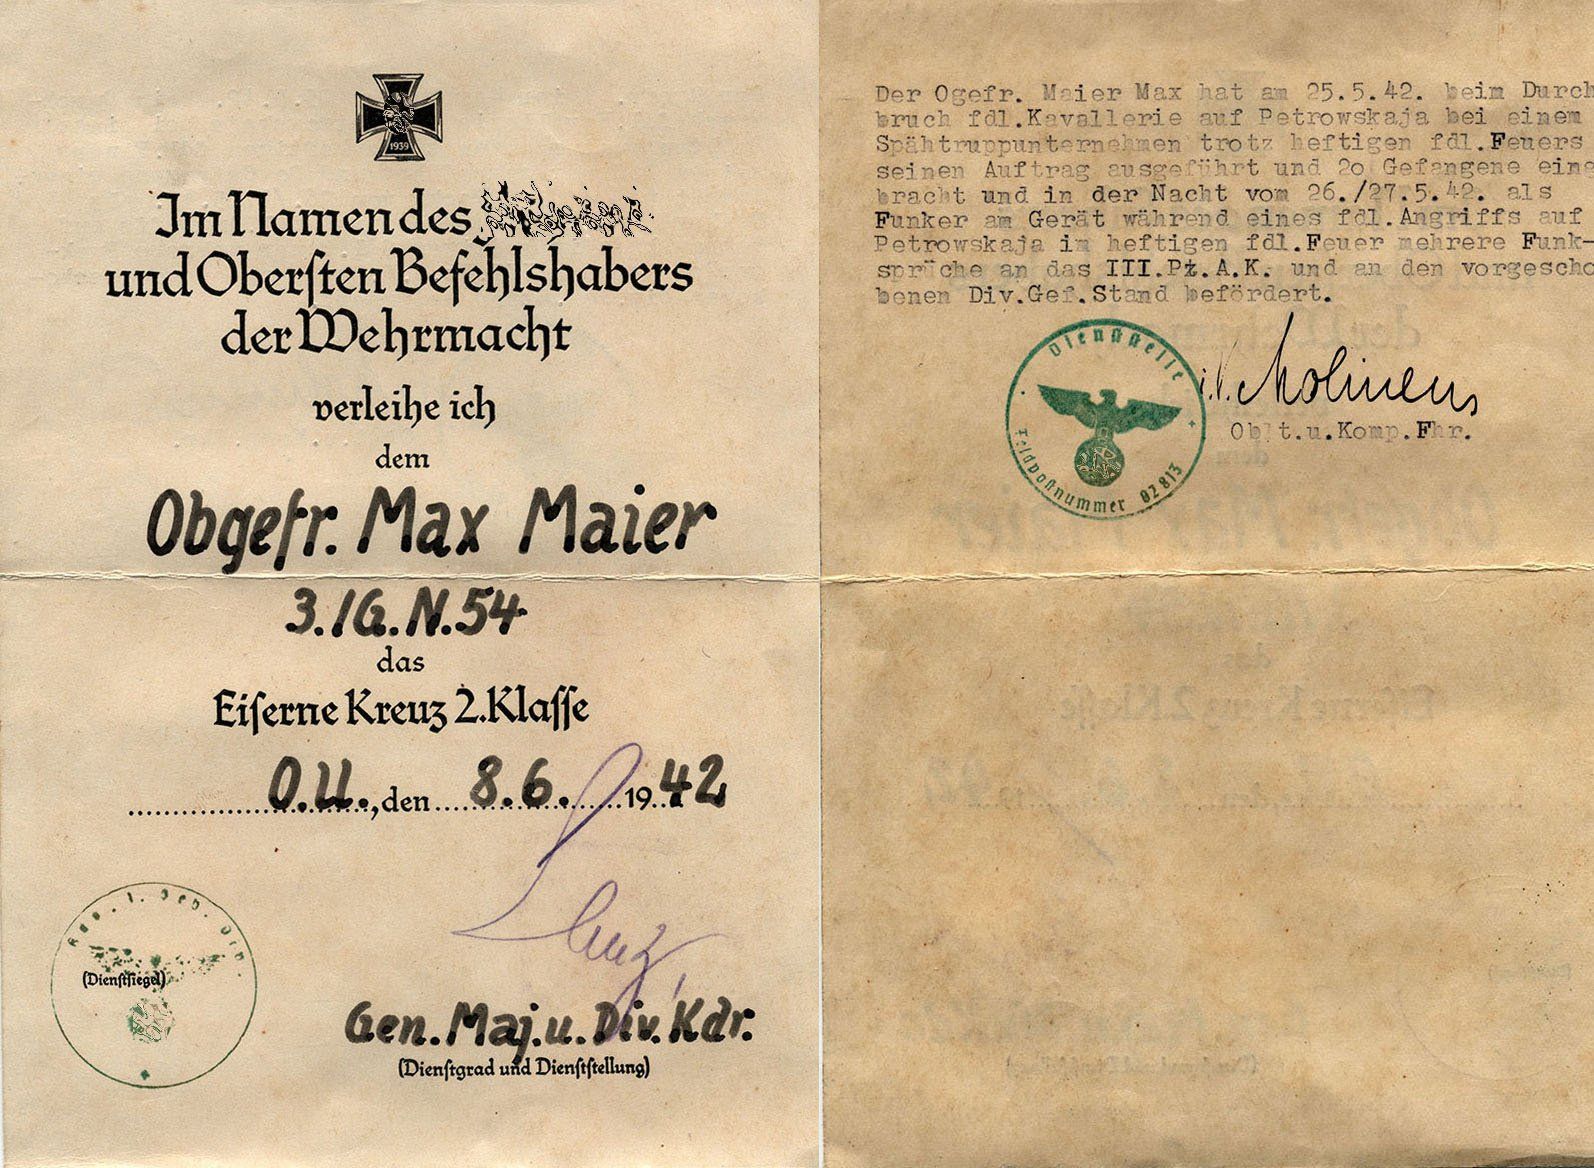 1939
Im Namen des
und Obersten Befehlshabers
der Wehrmacht
verleihe ich
dem
Obgefr. Max Maier
3./G.N.54
das
Eiserne Kreuz 2.Klasse
O.U., den 8.6. 1942
(Dienstsiegel)
Gen.Maj.u.Div.Kdr.
(Dienstgrad und Dienststellung)
Der Ogefr. Maier Max hat am 25.5.42. beim Durch
bruch fdl.Kavallerie auf Petrowskaja bei einem
Spähtruppunternehmen trotz heftigen fdl.Feuers
seinen Auftrag ausgeführt und 2o Gefangene eing
bracht und in der Nacht vom 26./27.5.42. als
Funker am Gerät während eines fdl.Angriffs auf
Petrowskaja im heftigen fdl.Feuer mehrere Funk-
sprüche an das III.Pz.A.K. und an den vorgescho
benen Div.Gef.Stand befördert.
Dienststelle
Feldpostnummer 02813
Oblt.u.Komp.Fhr.